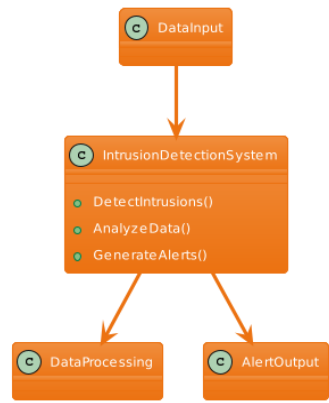 C DataInput
C IntrusionDetectionSystem
DetectIntrusions()
AnalyzeData()
GenerateAlerts()
C DataProcessing
C AlertOutput